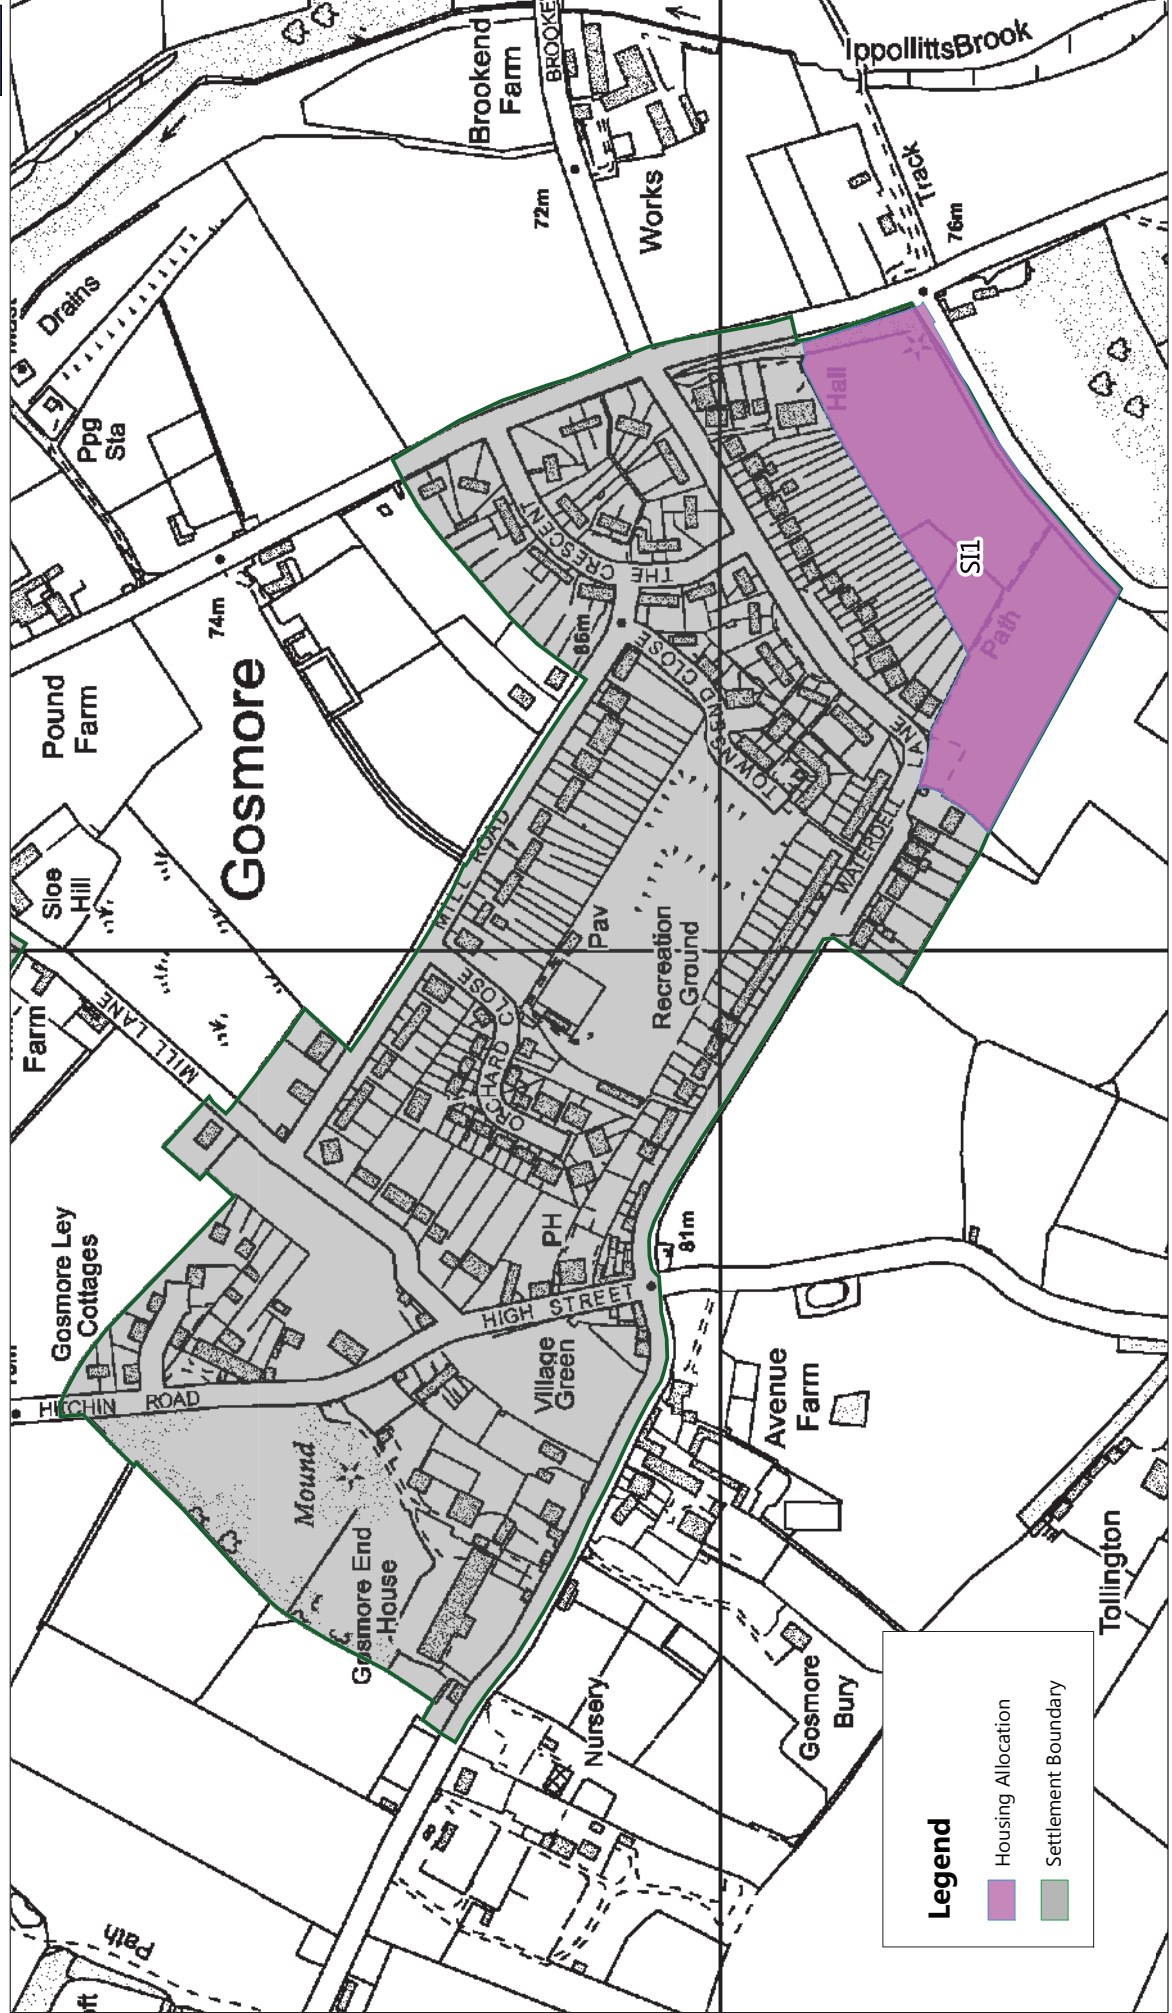 Drains
Ppg
Sta
Brookend
Farm
72m
Works
IppollittsBrook
Track
76m
74m
Pound
Farm
Gosmore
Sloe
Hill
Farm
MILL LANE
MILL ROAD
THE CRESCENT
86m
TOWNSEND CLOSE
WATERDELL LANE
Hall
SI1
Path
Pav
Recreation
Ground
ORCHARD CLOSE
PH
81m
Gosmore Ley
Cottages
HITCHIN ROAD
HIGH STREET
Village
Green
Mound
Gosmore End
House
Avenue
Farm
Tollington
Nursery
Gosmore
Bury
Path
Legend
Housing Allocation
Settlement Boundary